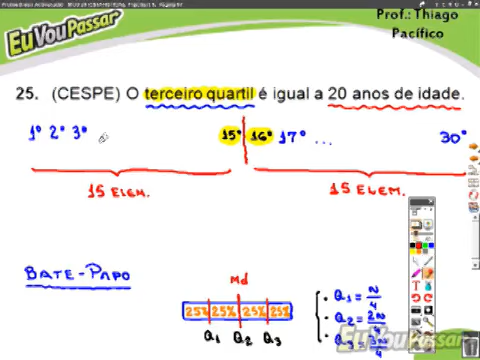 EuVouPassar
Prof.: Thiago
Pacífico
25. (CESPE) O terceiro quartil é igual a 20 anos de idade.
1º 2º 3º 15º 16º 17º ... 30º
15 ELEM. 15 ELEM.
BATE-PAPO
Md
25% 25% 25% 25%
Q1 Q2 Q3
• Q1 = N/4
• Q2 = 2N/4
• Q3 = 3N/4
EuVouPassar